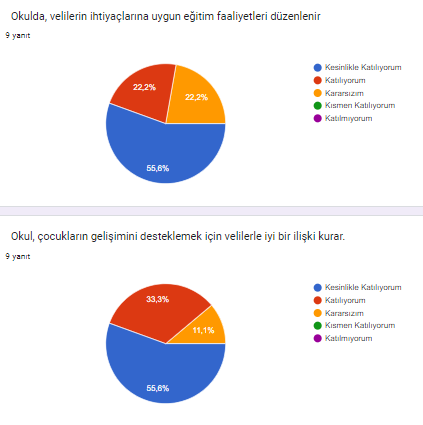 Okulda, velilerin ihtiyaçlarına uygun eğitim faaliyetleri düzenlenir
9 yanıt
Kesinlikle Katılıyorum
Katılıyorum
Kararsızım
Kısmen Katılıyorum
Katılmıyorum
22,2%
22,2%
55,6%
Okul, çocukların gelişimini desteklemek için velilerle iyi bir ilişki kurar.
9 yanıt
Kesinlikle Katılıyorum
Katılıyorum
Kararsızım
Kısmen Katılıyorum
Katılmıyorum
33,3%
11,1%
55,6%